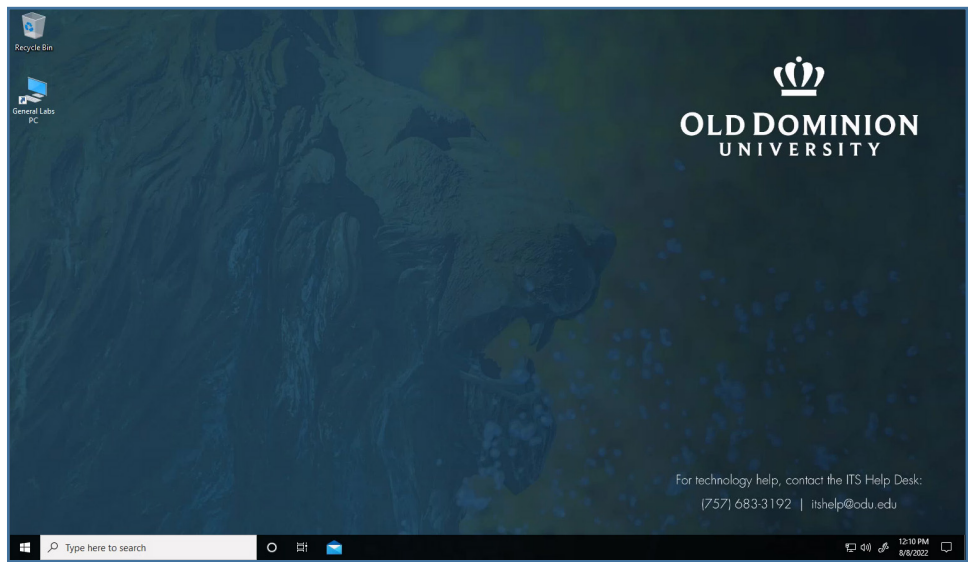 Recycle Bin
General Labs
PC
OLD DOMINION
UNIVERSITY
For technology help, contact the ITS Help Desk:
(757) 683-3192 | itshelp@odu.edu
Type here to search
12:10 PM
8/8/2022